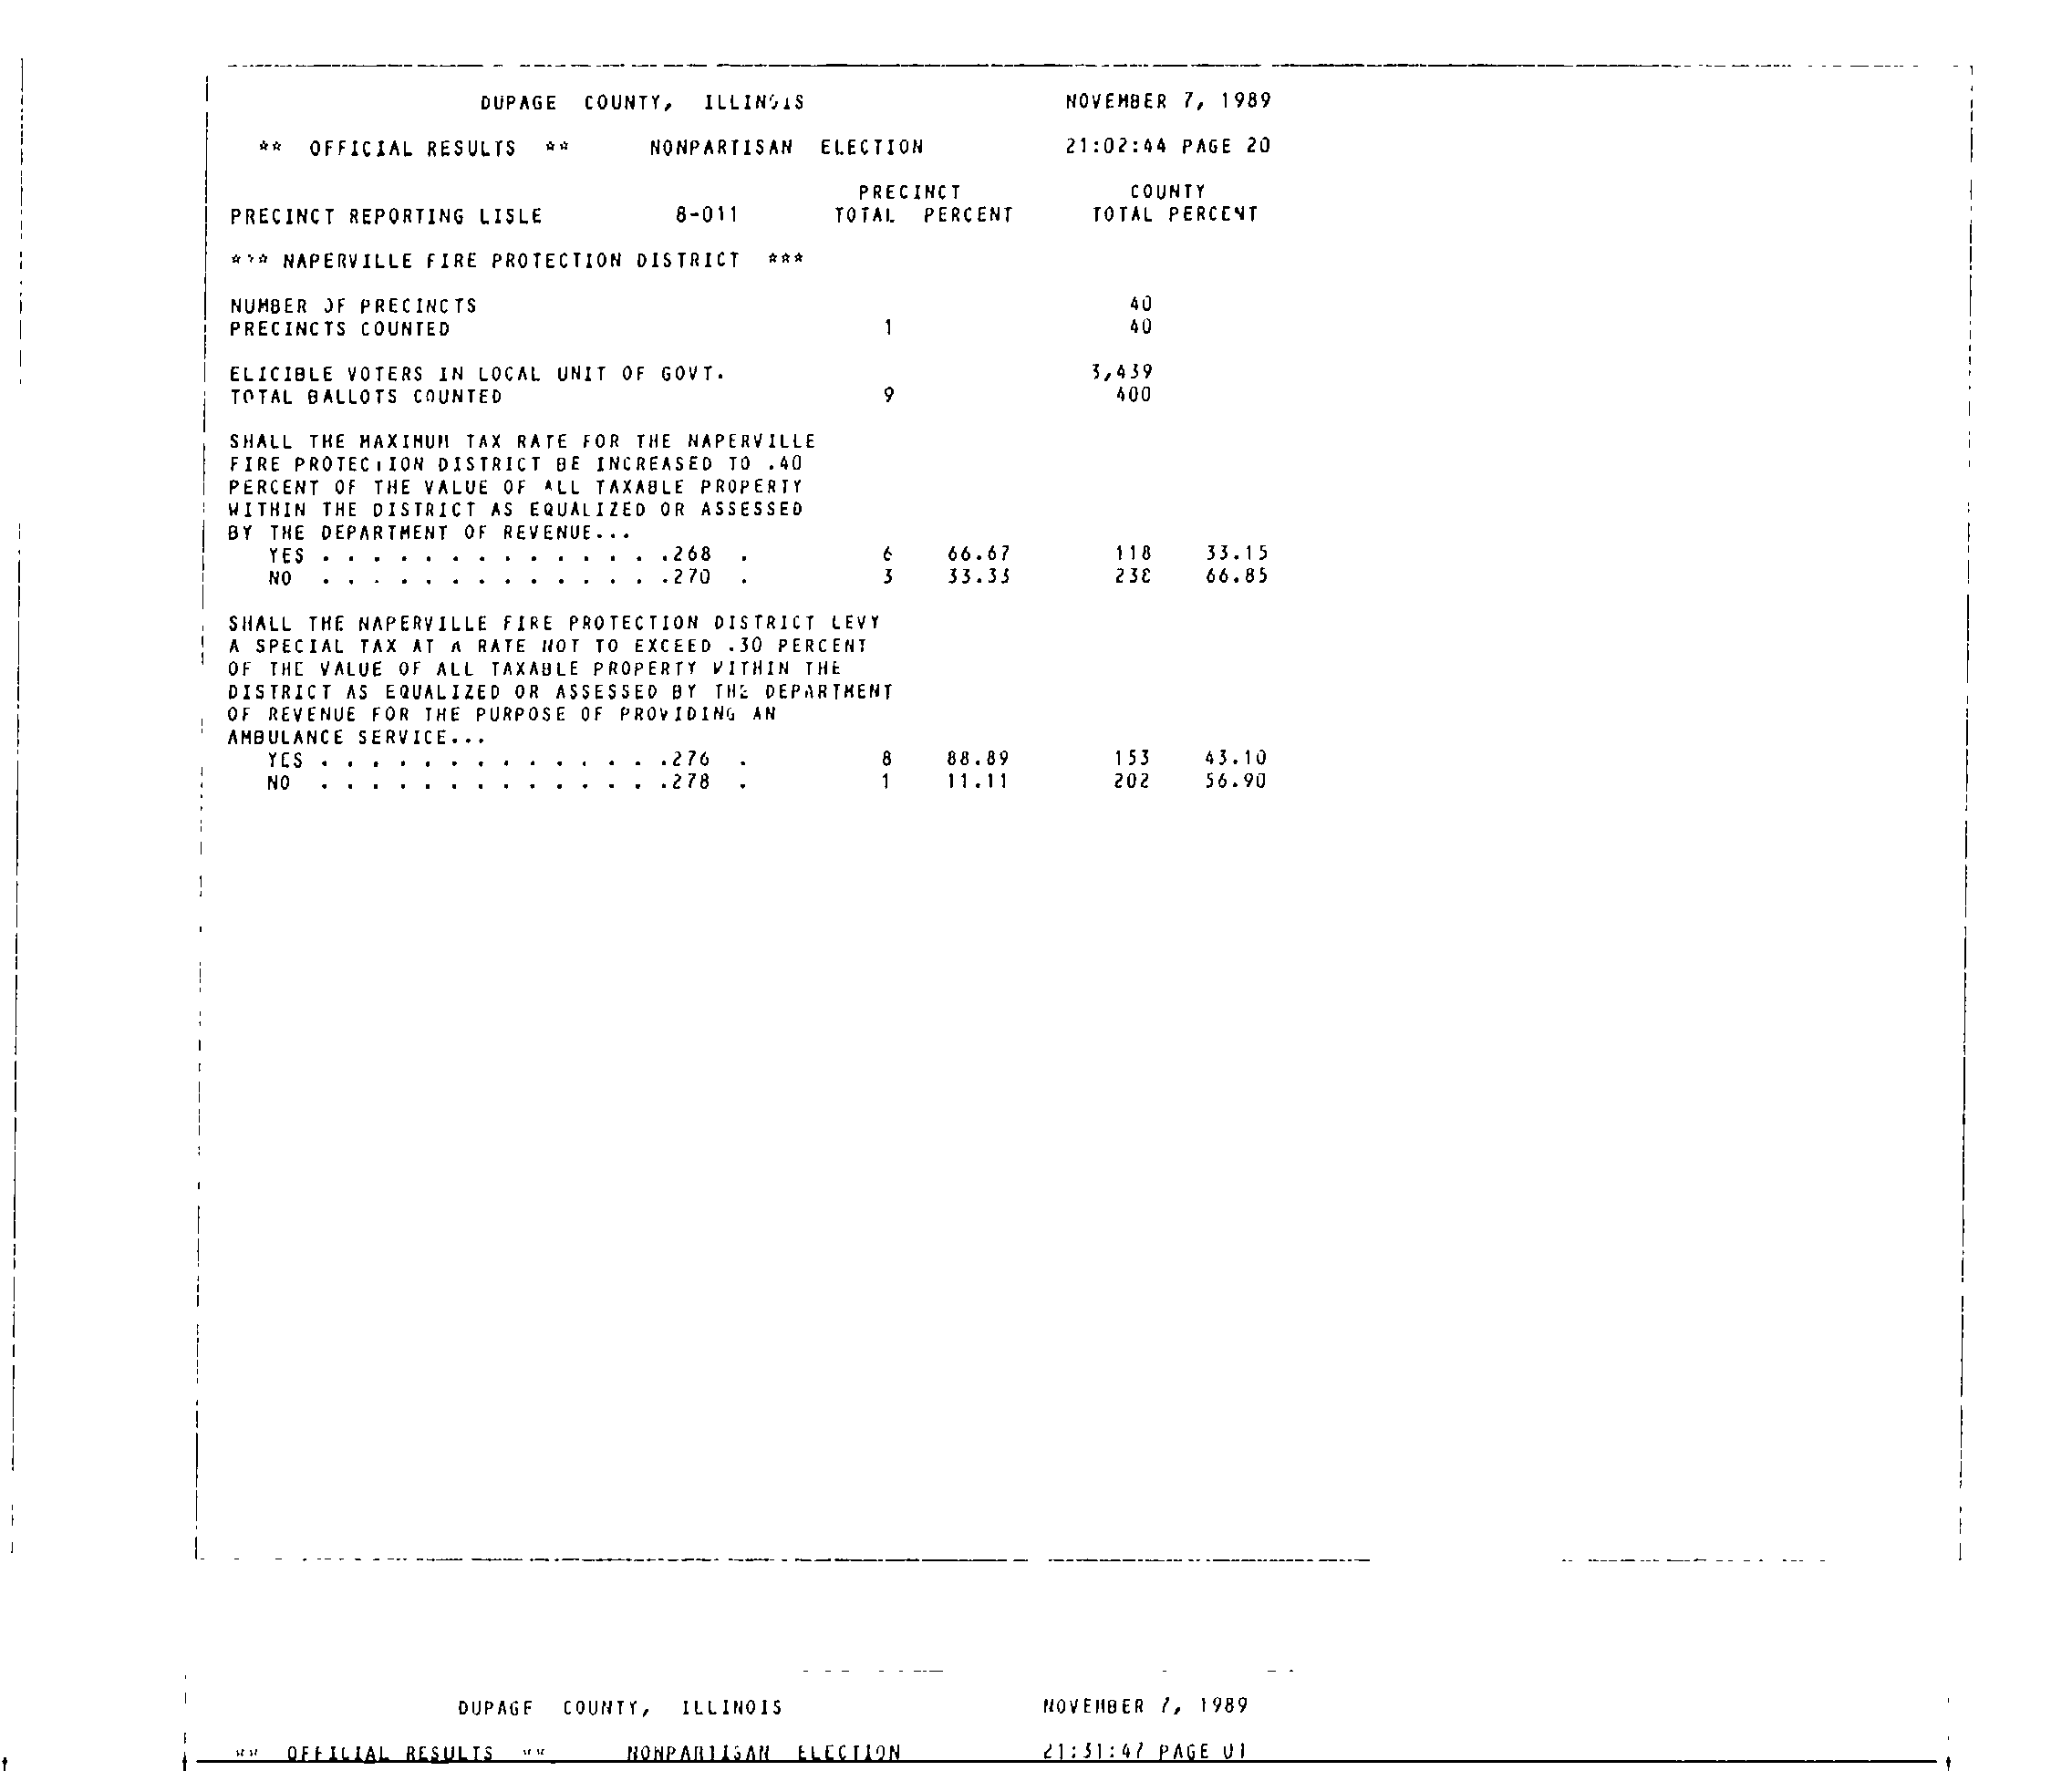 DUPAGE COUNTY, ILLINOIS NOVEMBER 7, 1989
** OFFICIAL RESULTS ** NONPARTISAN ELECTION 21:02:44 PAGE 20
PRECINCT COUNTY
PRECINCT REPORTING LISLE 8-011 TOTAL PERCENT TOTAL PERCENT
*** NAPERVILLE FIRE PROTECTION DISTRICT ***
NUMBER OF PRECINCTS 40
PRECINCTS COUNTED 1 40
ELIGIBLE VOTERS IN LOCAL UNIT OF GOVT. 3,439
TOTAL BALLOTS COUNTED 9 400
SHALL THE MAXIMUM TAX RATE FOR THE NAPERVILLE
FIRE PROTECTION DISTRICT BE INCREASED TO .40
PERCENT OF THE VALUE OF ALL TAXABLE PROPERTY
WITHIN THE DISTRICT AS EQUALIZED OR ASSESSED
BY THE DEPARTMENT OF REVENUE...
YES . . . . . . . . . . . . . .268 . 6 66.67 118 33.15
NO . . . . . . . . . . . . . .270 . 3 33.33 238 66.85
SHALL THE NAPERVILLE FIRE PROTECTION DISTRICT LEVY
A SPECIAL TAX AT A RATE NOT TO EXCEED .30 PERCENT
OF THE VALUE OF ALL TAXABLE PROPERTY WITHIN THE
DISTRICT AS EQUALIZED OR ASSESSED BY THE DEPARTMENT
OF REVENUE FOR THE PURPOSE OF PROVIDING AN
AMBULANCE SERVICE...
YES . . . . . . . . . . . . . .276 . 8 88.89 153 43.10
NO . . . . . . . . . . . . . .278 . 1 11.11 202 56.90
DUPAGE COUNTY, ILLINOIS NOVEMBER 7, 1989
** OFFICIAL RESULTS ** NONPARTISAN ELECTION 21:31:47 PAGE 01